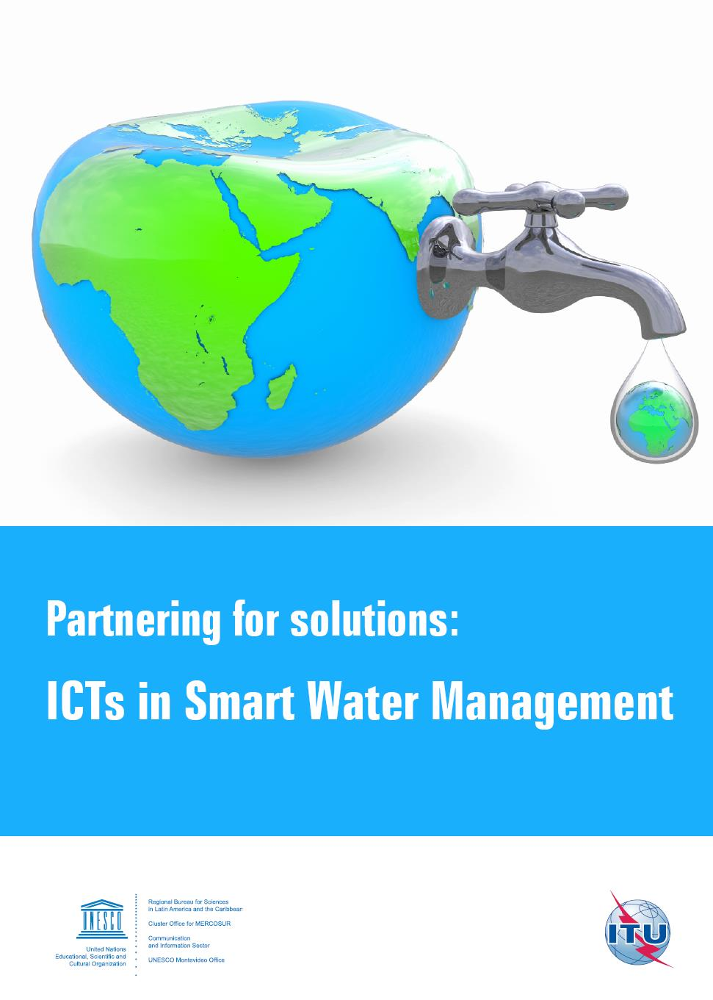 Partnering for solutions:
ICTs in Smart Water Management
UNESCO
United Nations
Educational, Scientific and
Cultural Organization
Regional Bureau for Sciences
in Latin America and the Caribbean
Cluster Office for MERCOSUR
Communication
and Information Sector
UNESCO Montevideo Office
ITU